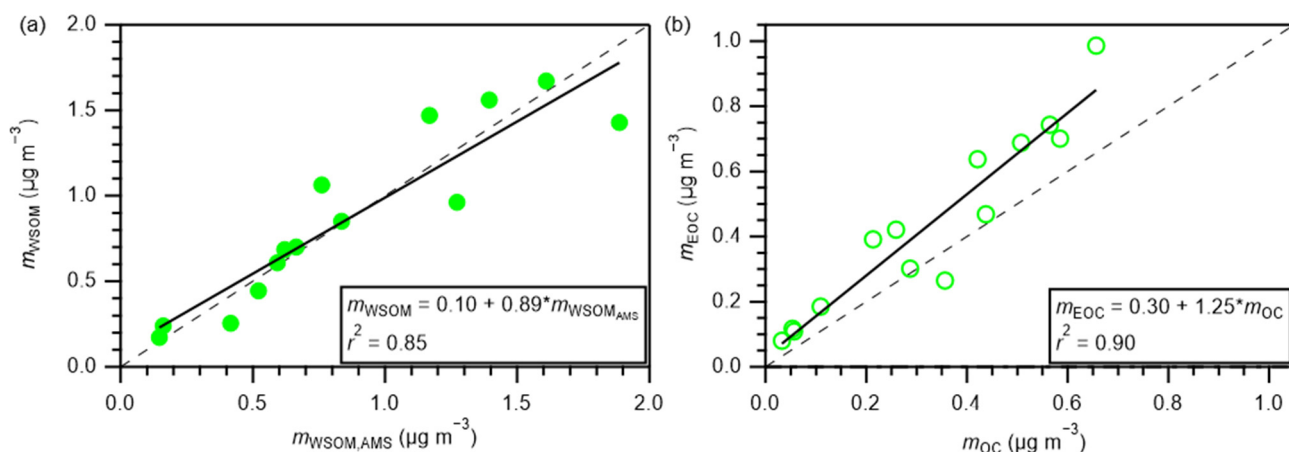 (a)
2.0
1.5
1.0
0.5
0.0
mWSOM (µg m−3)
mWSOM = 0.10 + 0.89*mWSOMAMS
r2 = 0.85
0.0 0.5 1.0 1.5 2.0
mWSOM,AMS (µg m−3)
(b)
1.0
0.8
0.6
0.4
0.2
0.0
mEOC (µg m−3)
mEOC = 0.30 + 1.25*mOC
r2 = 0.90
0.0 0.2 0.4 0.6 0.8 1.0
mOC (µg m−3)